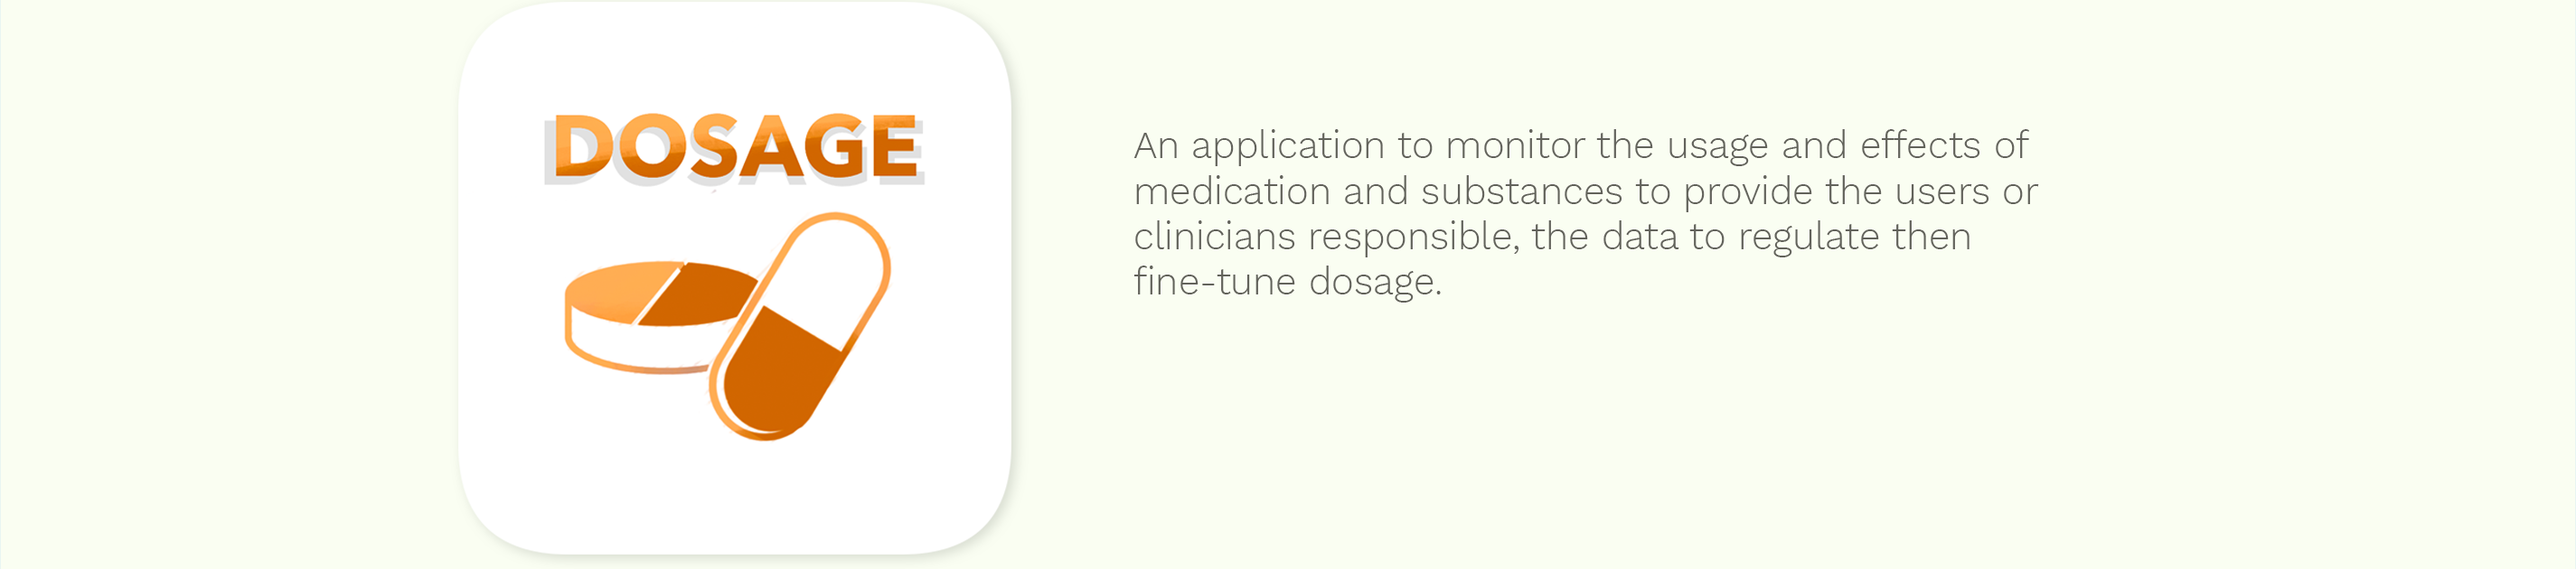 DOSAGE
An application to monitor the usage and effects of
medication and substances to provide the users or
clinicians responsible, the data to regulate then
fine-tune dosage.